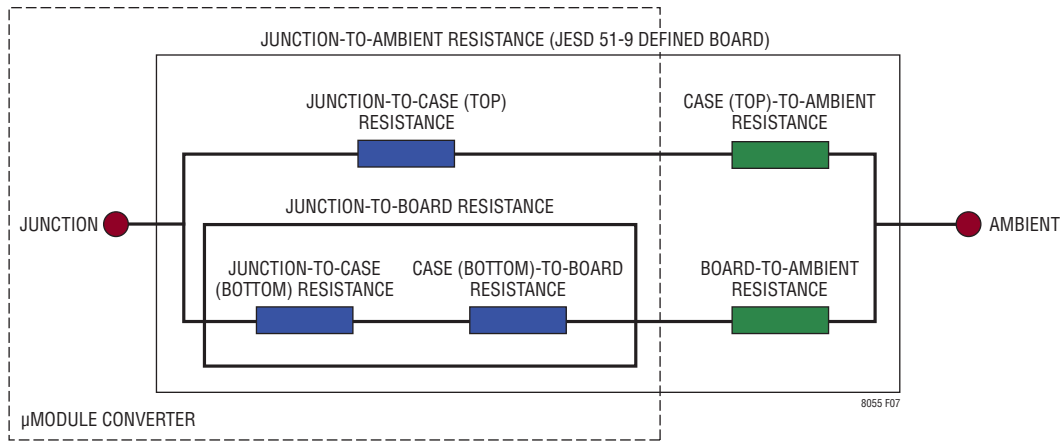 JUNCTION-TO-AMBIENT RESISTANCE (JESD 51-9 DEFINED BOARD)
JUNCTION-TO-CASE (TOP)
RESISTANCE
CASE (TOP)-TO-AMBIENT
RESISTANCE
JUNCTION-TO-BOARD RESISTANCE
JUNCTION
AMBIENT
JUNCTION-TO-CASE
(BOTTOM) RESISTANCE
CASE (BOTTOM)-TO-BOARD
RESISTANCE
BOARD-TO-AMBIENT
RESISTANCE
8055 F07
µMODULE CONVERTER